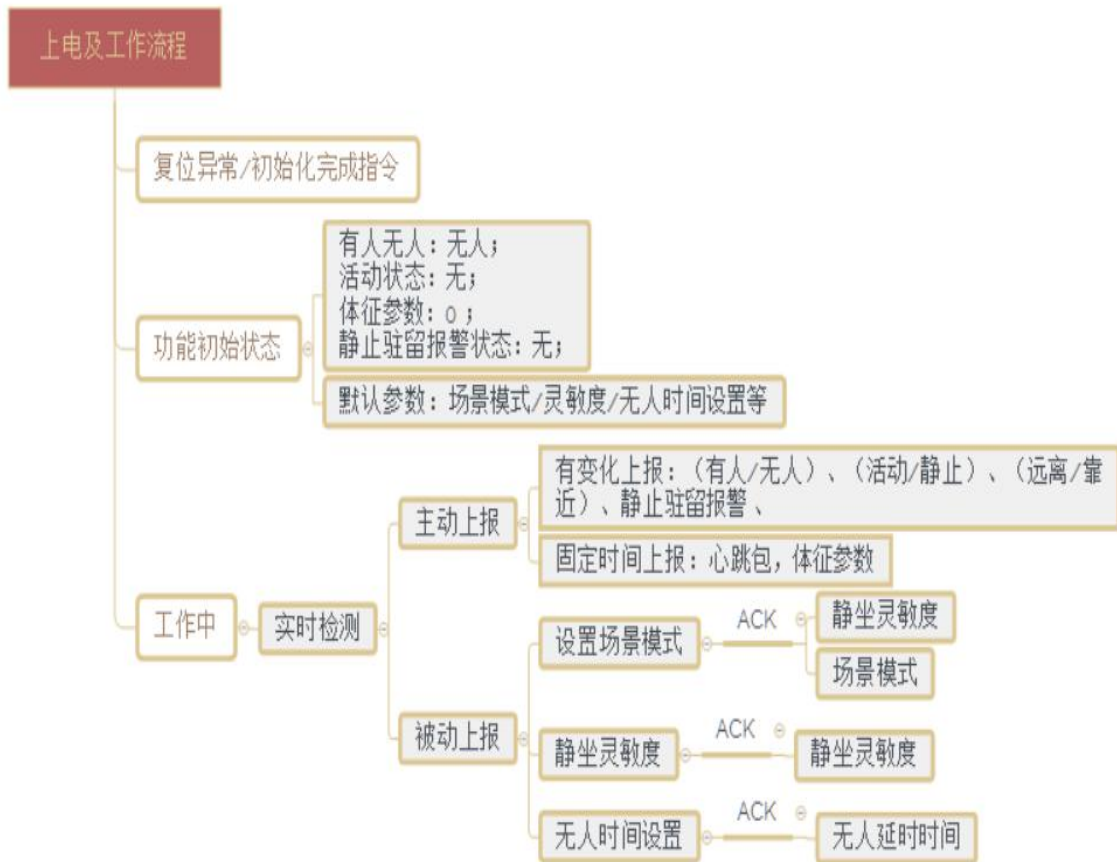 上电及工作流程
复位异常/初始化完成指令
功能初始状态
有人无人：无人；
活动状态：无；
体征参数：0；
静止驻留报警状态：无；
默认参数：场景模式/灵敏度/无人时间设置等
工作中
实时检测
主动上报
有变化上报：（有人/无人）、（活动/静止）、（远离/靠
近）、静止驻留报警、
固定时间上报：心跳包，体征参数
被动上报
设置场景模式
ACK
静坐灵敏度
场景模式
静坐灵敏度
ACK
静坐灵敏度
无人时间设置
ACK
无人延时时间